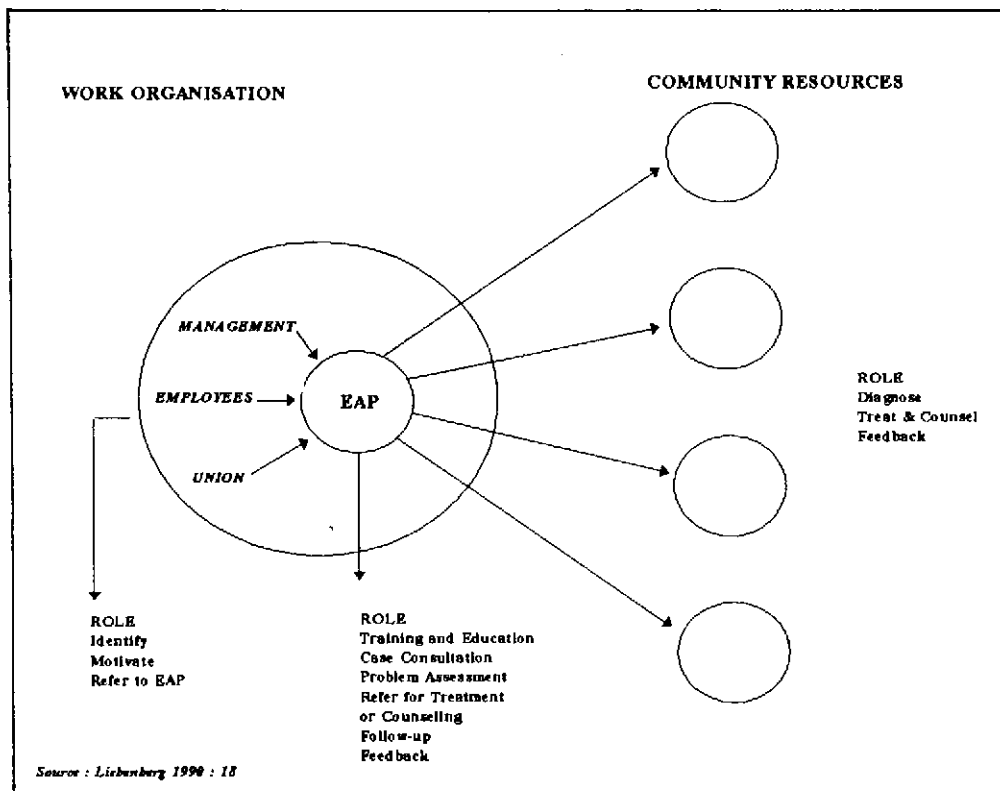 WORK ORGANISATION
COMMUNITY RESOURCES
MANAGEMENT
EMPLOYEES
EAP
UNION
ROLE
Diagnose
Treat & Counsel
Feedback
ROLE
Identify
Motivate
Refer to EAP
ROLE
Training and Education
Case Consultation
Problem Assessment
Refer for Treatment
or Counseling
Follow-up
Feedback
Source : Liebenberg 1990 : 18